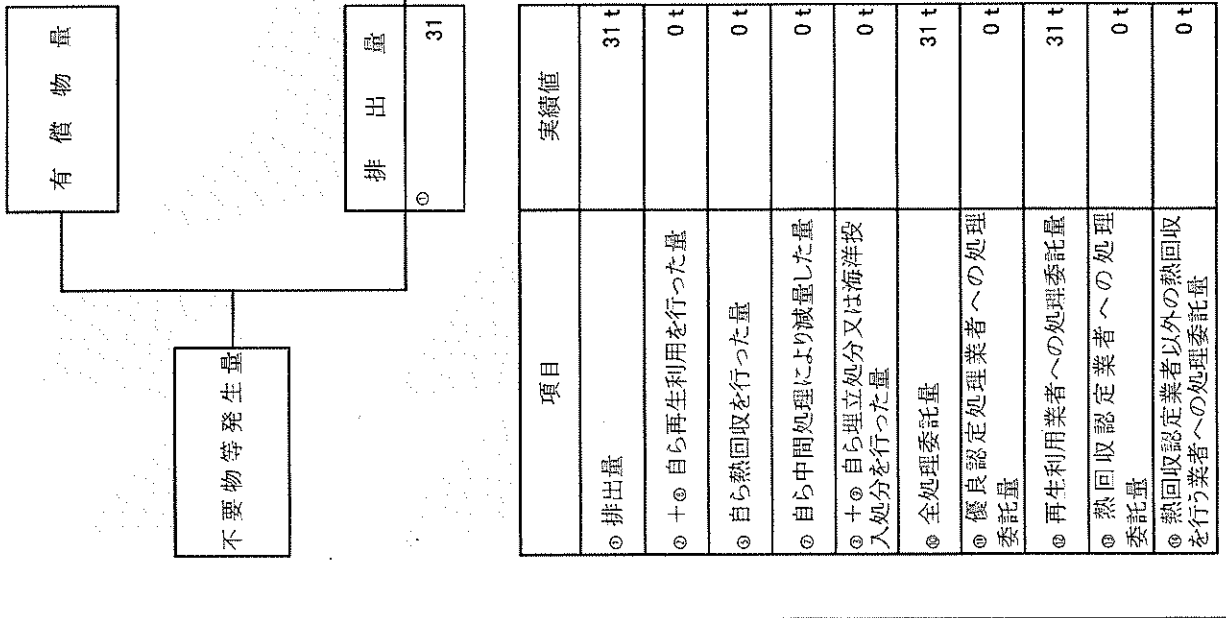 有償物量
不要物等発生量
排出量
① 31
項目 実績値
① 排出量 31 t
② +⑧ 自ら再生利用を行った量 0 t
⑤ 自ら熱回収を行った量 0 t
⑦ 自ら中間処理により減量した量 0 t
③ +⑨ 自ら埋立処分又は海洋投
入処分を行った量 0 t
⑩ 全処理委託量 31 t
⑪ 優良認定処理業者への処理
委託量 0 t
⑫ 再生利用業者への処理委託量 31 t
⑬ 熱回収認定業者への処理
委託量 0 t
⑭ 熱回収認定業者以外の熱回収
を行う業者への処理委託量 0 t